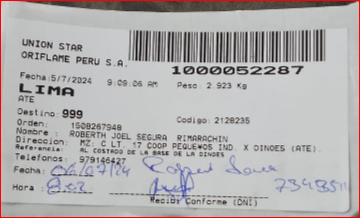 UNION STAR
ORIFLAME PERU S.A.
1000052287
Fecha:5/7/2024 9:09:06 AM Peso: 2.923 Kg
LIMA
ATE
Destino: 999 Codigo: 2128235
Orden: 1508267948
Nombre : ROBERTH JOEL SEGURA RIMARACHIN
Direccion: MZ: C LT. 17 COOP PEQUEÑOS IND. X DINOES (ATE).
Referencia: AL COSTADO DE LA BASE DE LA DINOES
Telefonos: 979146427
Fecha: 06/07/24
Hora :
Recibi Conforme (DNI)